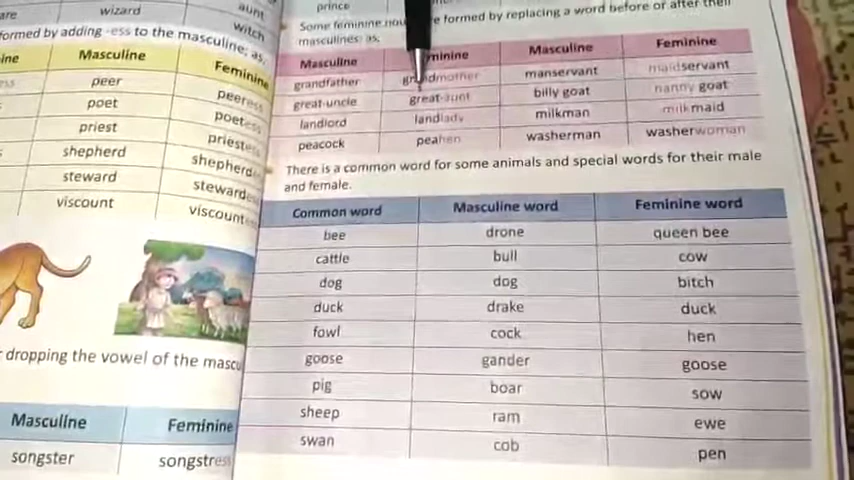 are wizard aunt
witch
formed by adding -ess to the masculine; as,
ine Masculine Feminine
ess peer peeress
poet poetess
priest priestess
shepherd shepherdess
steward stewardess
viscount viscountess
dropping the vowel of the mascu
Masculine Feminine
songster songstress
prince
Some feminine nou e formed by replacing a word before or after their
masculines; as,
Masculine minine Masculine Feminine
grandfather grandmother manservant maidservant
great-uncle great-aunt billy goat nanny goat
landlord landlady milkman milkmaid
peacock peahen washerman washerwoman
There is a common word for some animals and special words for their male
and female.
Common word Masculine word Feminine word
bee drone queen bee
cattle bull cow
dog dog bitch
duck drake duck
fowl cock hen
goose gander goose
pig boar sow
sheep ram ewe
swan cob pen